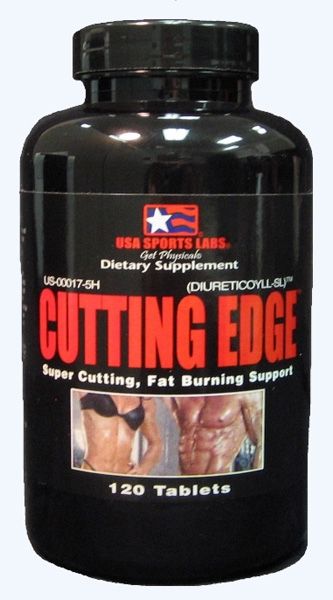 USA SPORTS LABS®
Get Physical®
Dietary Supplement
US-00017-5H (DIURETICOYLL-SL)™
CUTTING EDGE™
Super Cutting, Fat Burning Support
120 Tablets